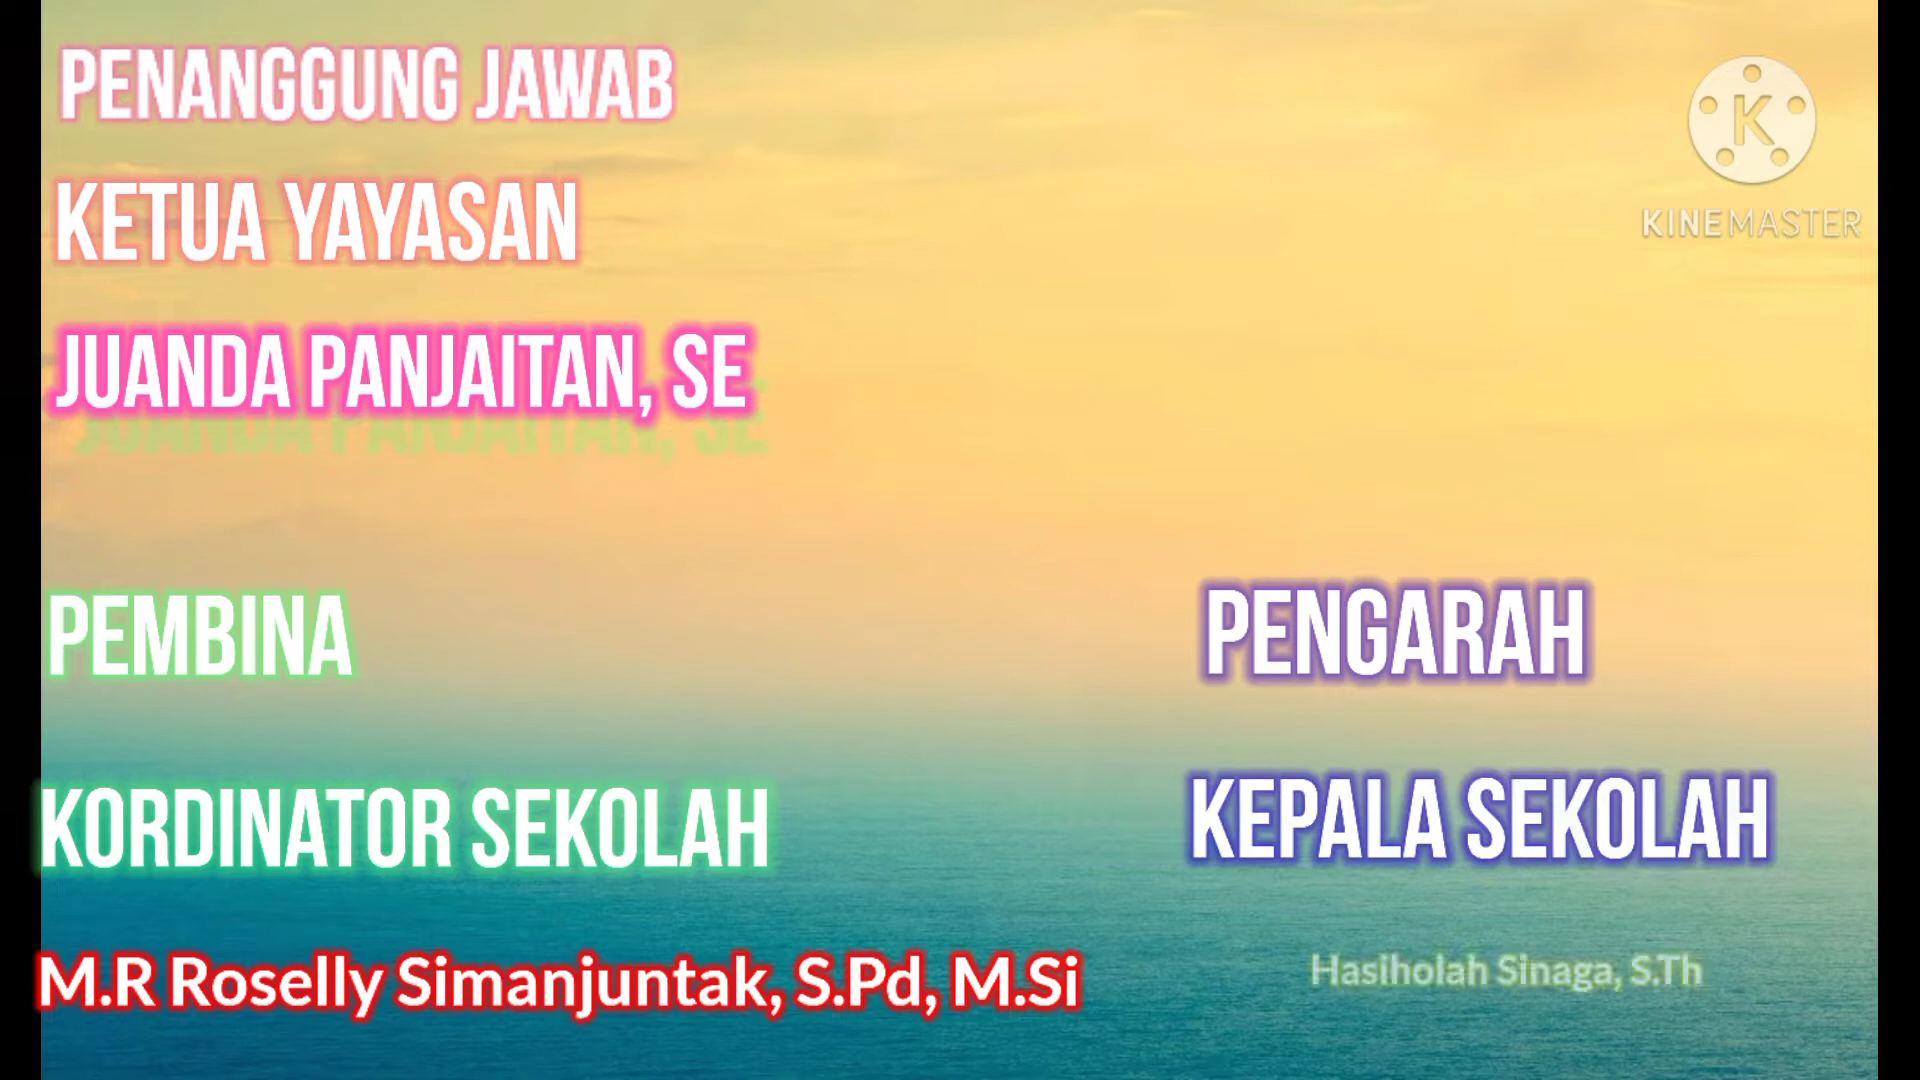 PENANGGUNG JAWAB
KETUA YAYASAN
JUANDA PANJAITAN, SE
PEMBINA
KORDINATOR SEKOLAH
M.R Roselly Simanjuntak, S.Pd, M.Si
PENGARAH
KEPALA SEKOLAH
Hasiholah Sinaga, S.Th
K
KINEMASTER